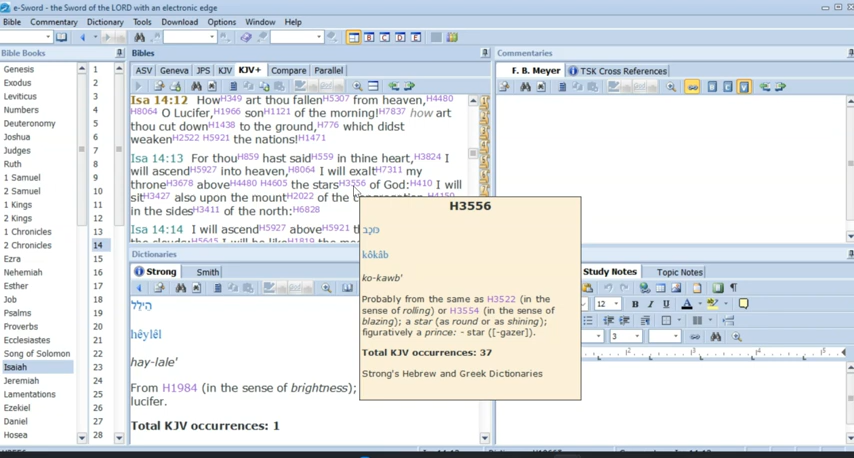 e-Sword - the Sword of the LORD with an electronic edge
Bible Commentary Dictionary Tools Download Options Window Help
Bible Books
Genesis
Exodus
Leviticus
Numbers
Deuteronomy
Joshua
Judges
Ruth
1 Samuel
2 Samuel
1 Kings
2 Kings
1 Chronicles
2 Chronicles
Ezra
Nehemiah
Esther
Job
Psalms
Proverbs
Ecclesiastes
Song of Solomon
Isaiah
Jeremiah
Lamentations
Ezekiel
Daniel
Hosea
1
2
3
4
5
6
7
8
9
10
11
12
13
14
15
16
17
18
19
20
21
22
23
24
25
26
27
28
Bibles
ASV Geneva JPS KJV KJV+ Compare Parallel
Isa 14:12 How H349 art thou fallen H5307 from heaven, H4480
H8064 O Lucifer, H1966 son H1121 of the morning! H7837 how art
thou cut down H1438 to the ground, H776 which didst
weaken H2522 H5921 the nations! H1471
Isa 14:13 For thou H859 hast said H559 in thine heart, H3824 I
will ascend H5927 into heaven, H8064 I will exalt H7311 my
throne H3678 above H4480 H4605 the stars H3556 of God: H410 I will
sit H3427 also upon the mount H2022 of the
in the sides H3411 of the north: H6828
Isa 14:14 I will ascend H5927 above H5921
H3556
כּוֹכָב
kôkâb
ko-kawb'
Probably from the same as H3522 (in the
sense of rolling) or H3554 (in the sense of
blazing); a star (as round or as shining);
figuratively a prince: - star ([-gazer]).
Total KJV occurrences: 37
Strong's Hebrew and Greek Dictionaries
Dictionaries
Strong Smith
הֵילֵל
hêylêl
hay-lale'
From H1984 (in the sense of brightness);
lucifer.
Total KJV occurrences: 1
Commentaries
F. B. Meyer TSK Cross References
Study Notes Topic Notes
12 B I U A
3
1 2 3 4 5